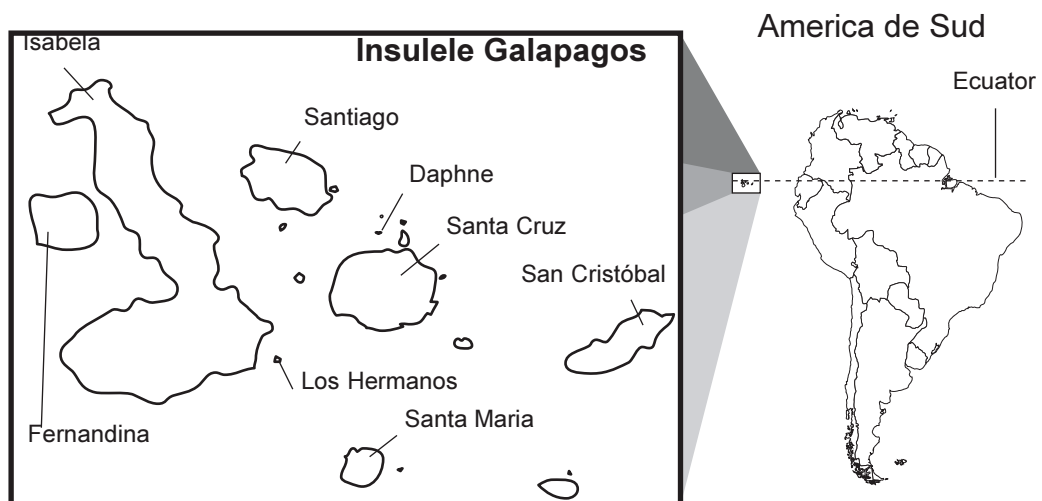 America de Sud
Insulele Galapagos
Isabela
Ecuator
Santiago
Daphne
Santa Cruz
San Cristóbal
Los Hermanos
Santa Maria
Fernandina